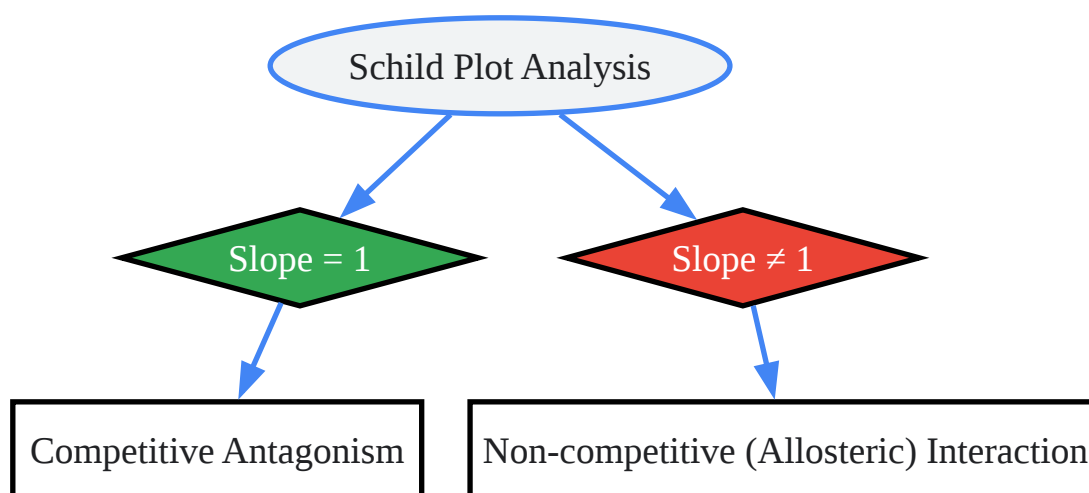 Schild Plot Analysis
Slope = 1
Slope ≠ 1
Competitive Antagonism
Non-competitive (Allosteric) Interaction